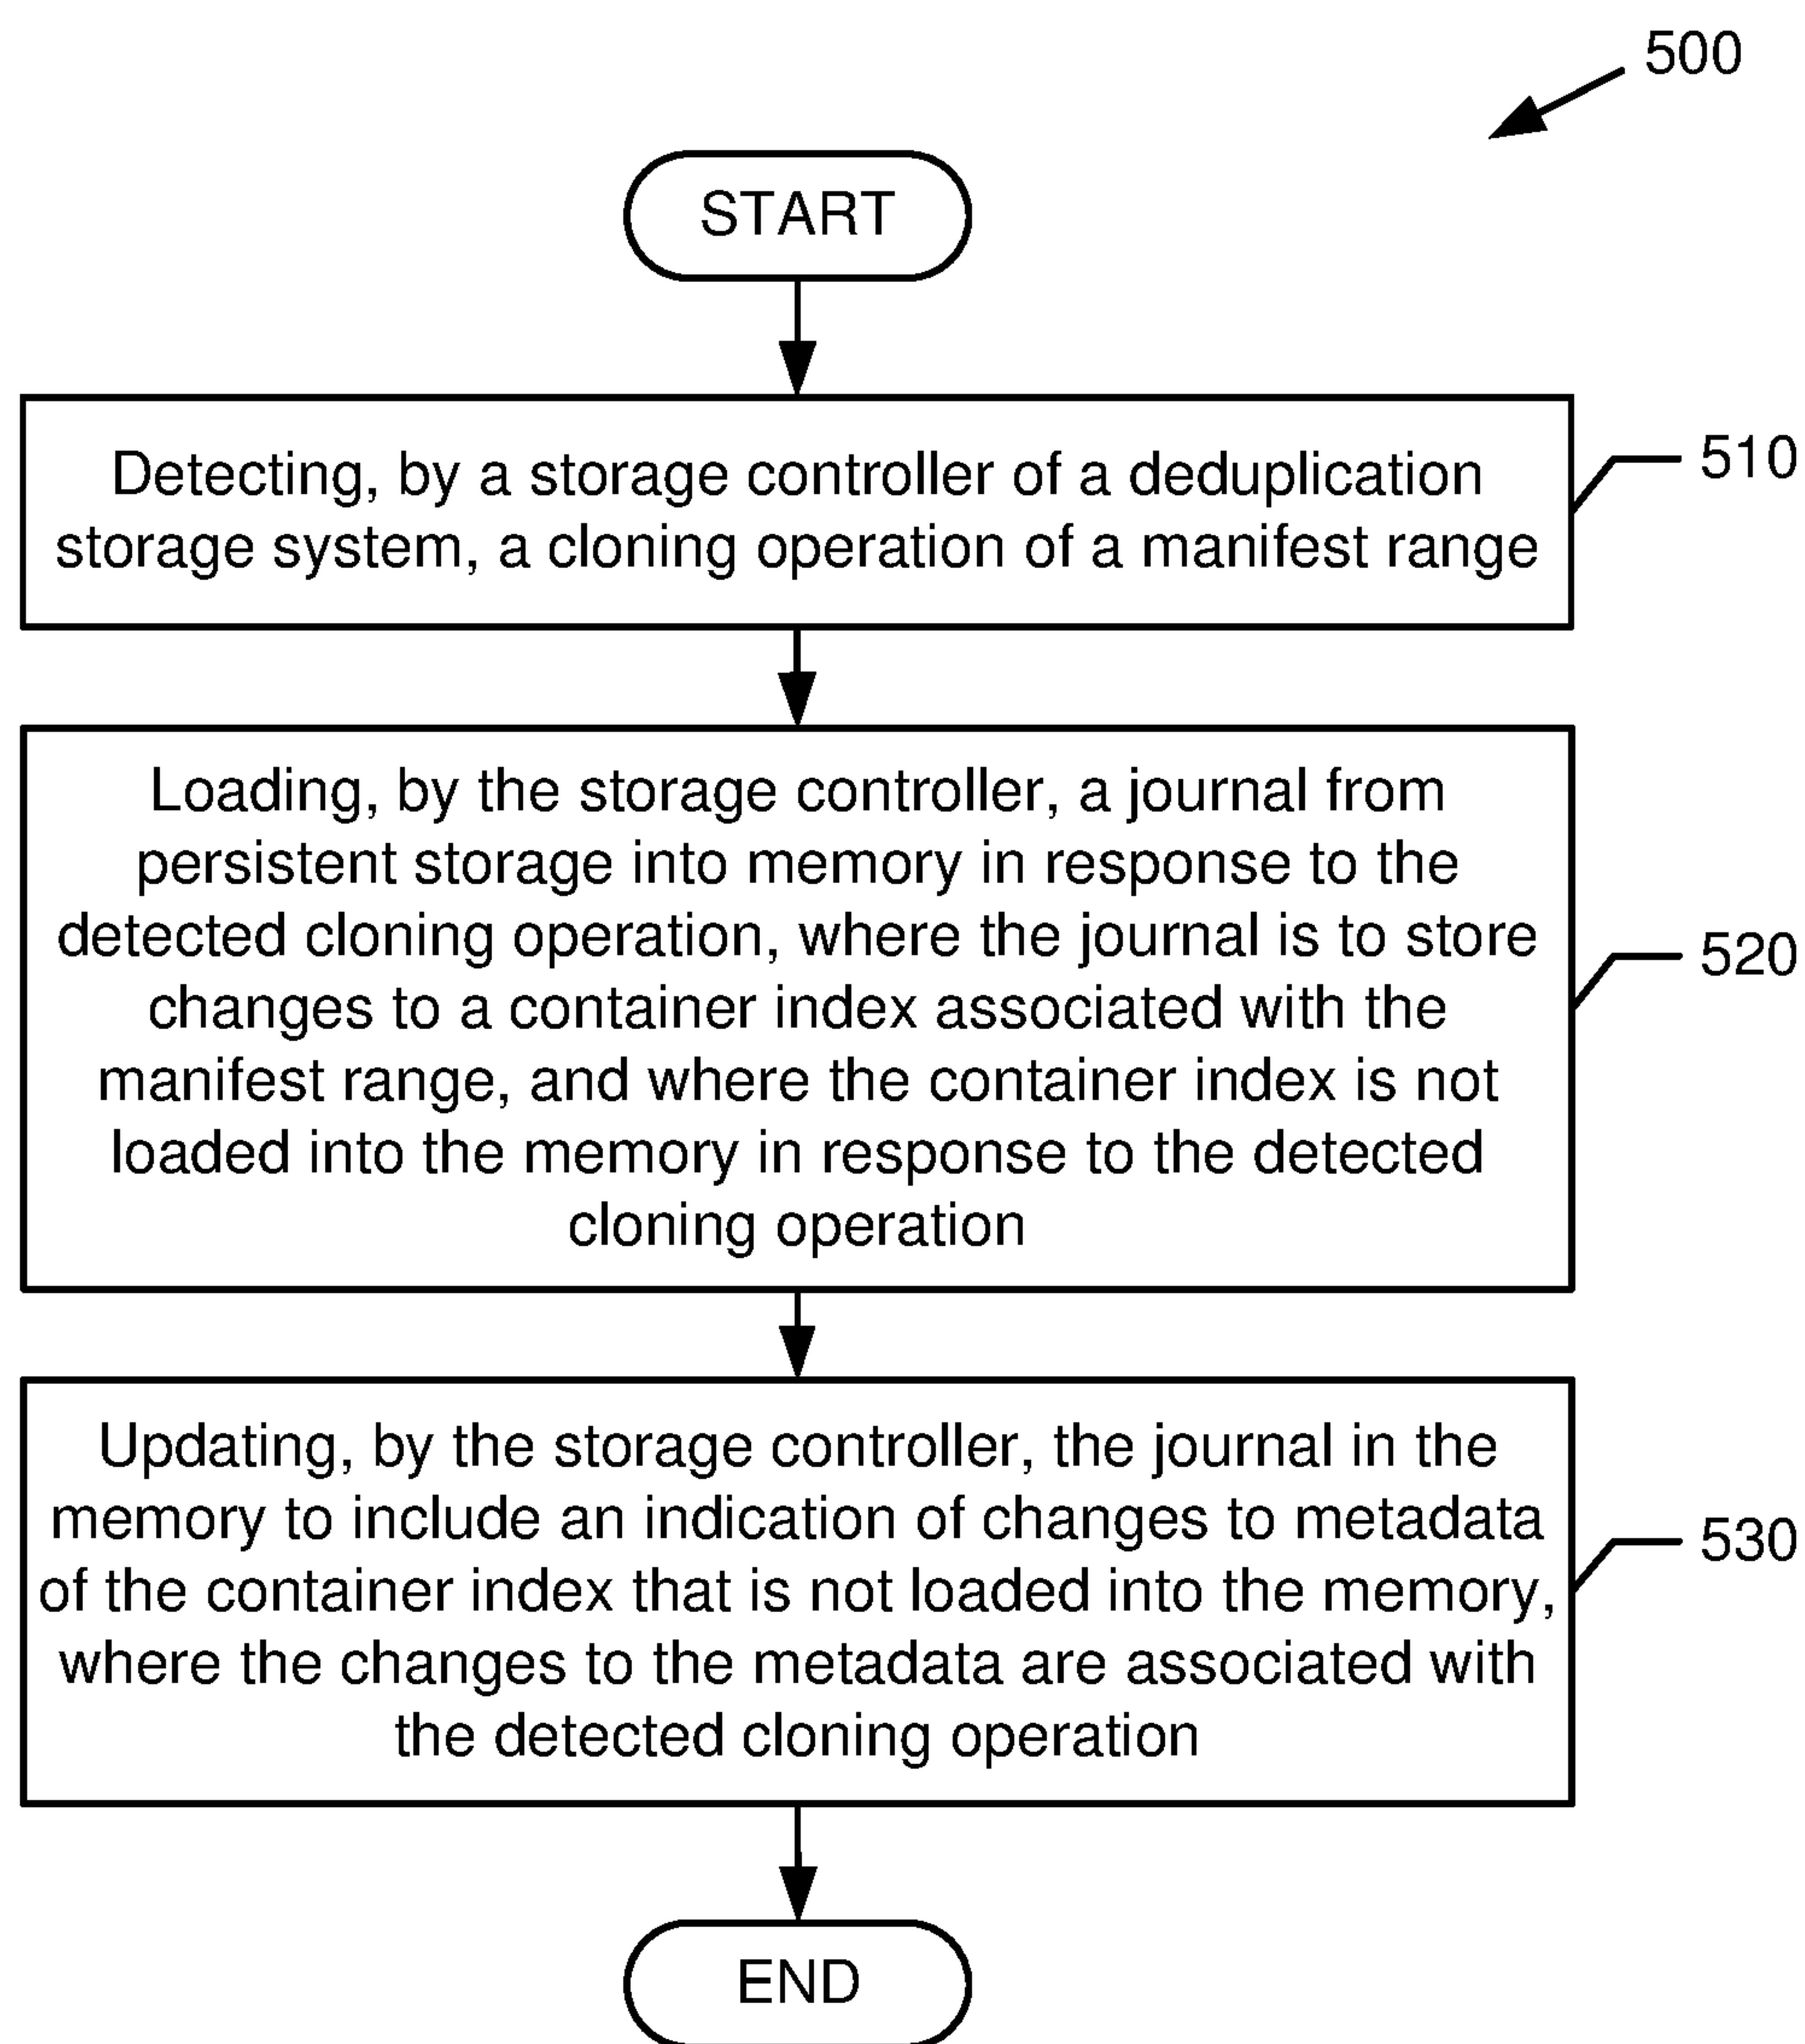 500
START
Detecting, by a storage controller of a deduplication
storage system, a cloning operation of a manifest range
510
Loading, by the storage controller, a journal from
persistent storage into memory in response to the
detected cloning operation, where the journal is to store
changes to a container index associated with the
manifest range, and where the container index is not
loaded into the memory in response to the detected
cloning operation
520
Updating, by the storage controller, the journal in the
memory to include an indication of changes to metadata
of the container index that is not loaded into the memory,
where the changes to the metadata are associated with
the detected cloning operation
530
END